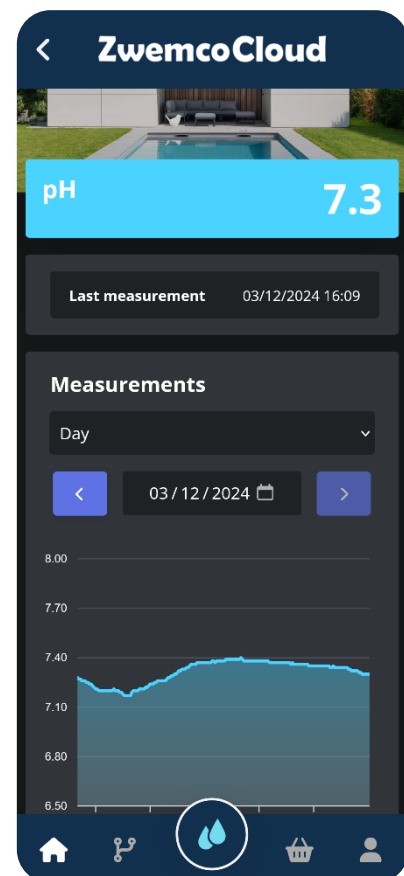 ZwemcoCloud
pH
7.3
Last measurement 03/12/2024 16:09
Measurements
Day
03/12/2024
8.00
7.70
7.40
7.10
6.80
6.50